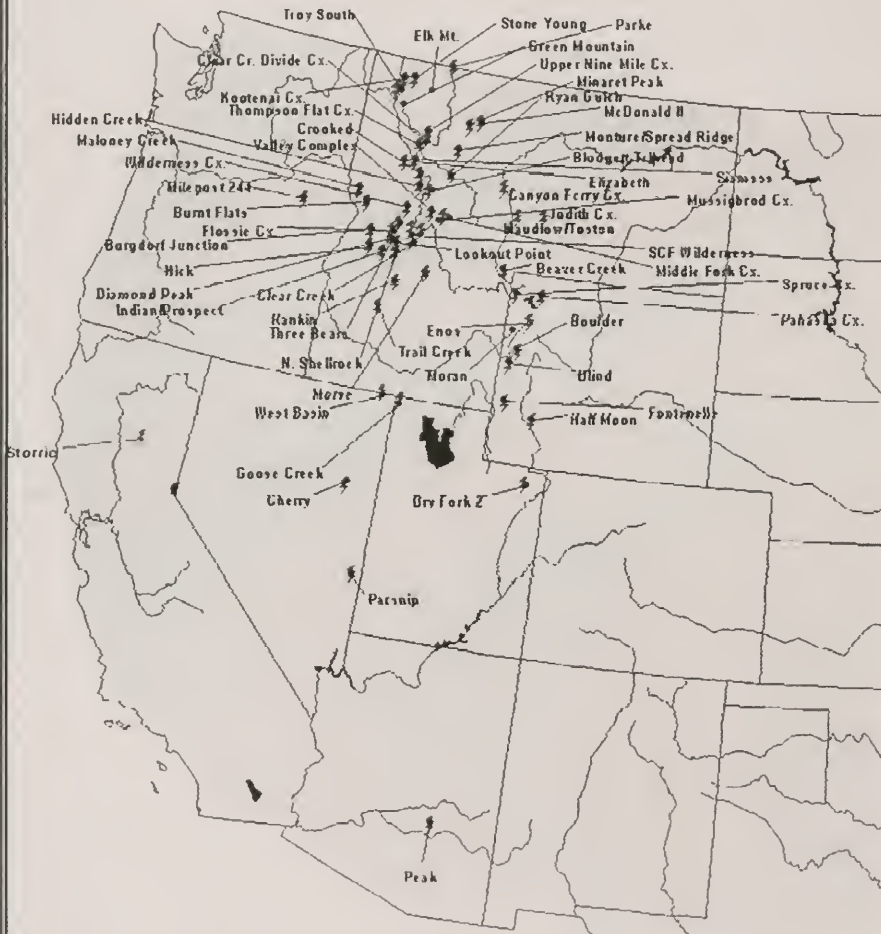 Troy South
Stone Young
Parke
Elk Mt.
Green Mountain
Clear Cr. Divide Cx.
Upper Nine Mile Cx.
Minaret Peak
Kootenai Cx.
Ryan Gulch
Thompson Flat Cx.
McDonald II
Hidden Creek
Crooked
Maloney Creek
Valley Complex
Monture/Spread Ridge
Wilderness Cx.
Blodgett Trlhead
Elizabeth
Siamass
Milepost 244
Canyon Ferry Cx.
Mussigbrod Cx.
Burnt Flats
Judith Cx.
Flossie Cx.
Maudlow/Toston
Burgdorf Junction
Lookout Point
SCF Wilderness
Nick
Beaver Creek
Middle Fork Cx.
Diamond Peak
Clear Creek
Spruce Cx.
Indian Prospect
Rankin
Enos
Boulder
Pahaska Cx.
Three Bears
N. Shellrock
Trail Creek
Moran
Blind
West Basin
Half Moon
Fontenelle
Storrie
Goose Creek
Cherry
Dry Fork 2
Parsnip
Peak